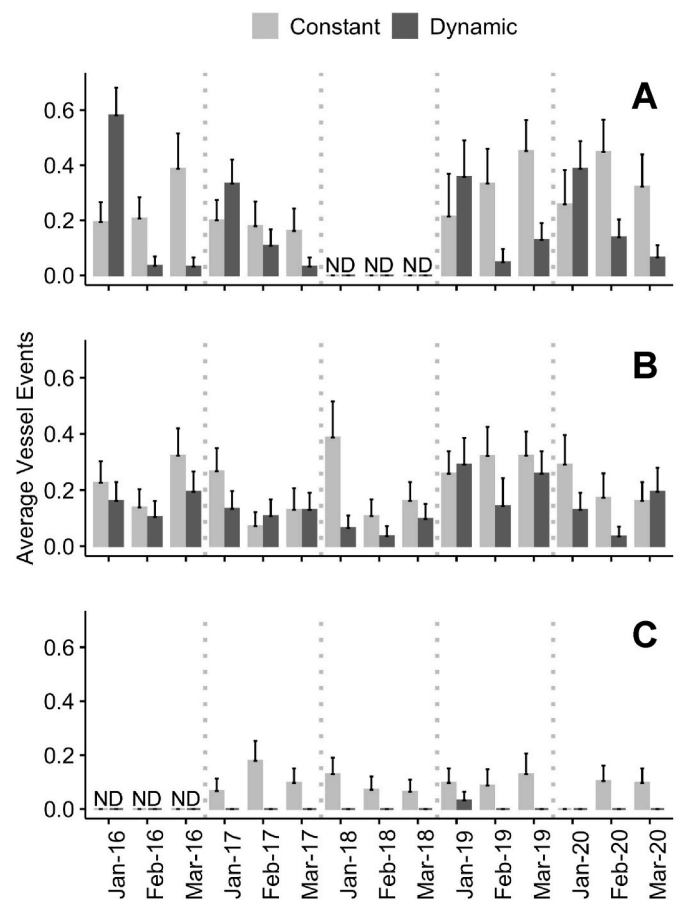 Constant Dynamic
A
0.6
0.4
0.2
0.0
ND ND ND
B
0.6
0.4
0.2
0.0
Average Vessel Events
C
0.6
0.4
0.2
0.0
ND ND ND
Jan-16 Feb-16 Mar-16 Jan-17 Feb-17 Mar-17 Jan-18 Feb-18 Mar-18 Jan-19 Feb-19 Mar-19 Jan-20 Feb-20 Mar-20